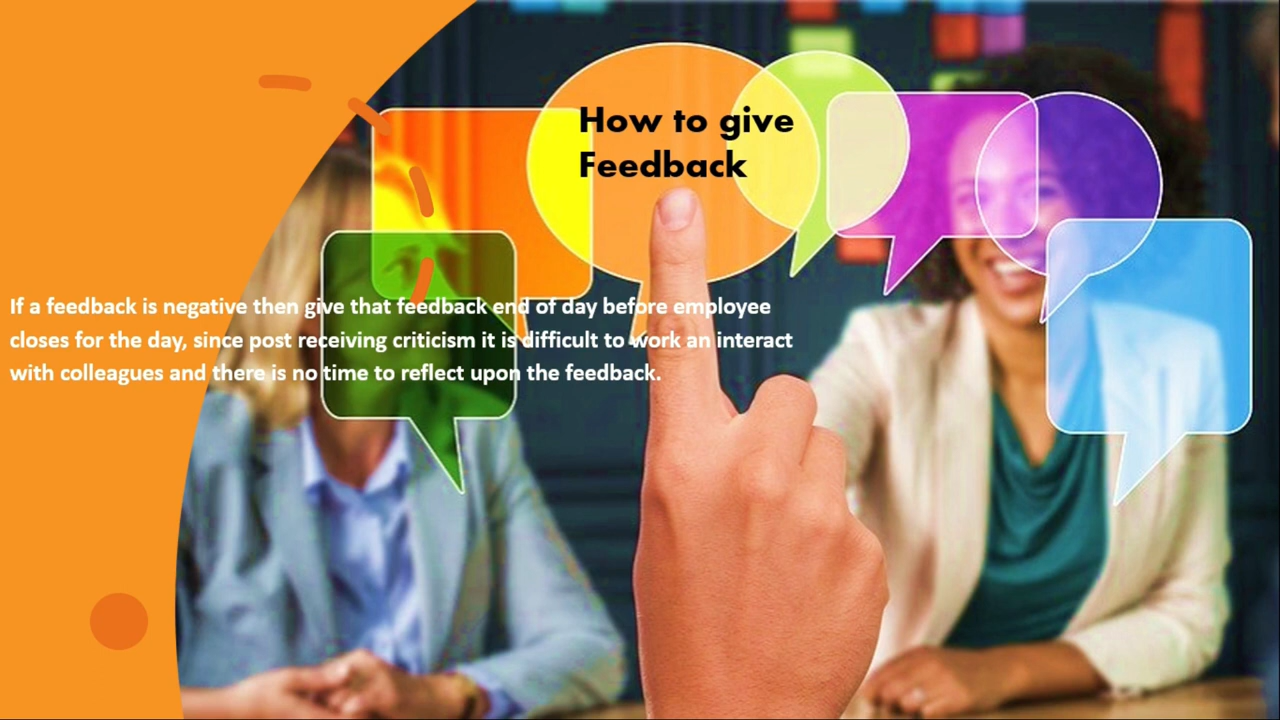 How to give
Feedback
If a feedback is negative then give that feedback end of day before employee
closes for the day, since post receiving criticism it is difficult to work an interact
with colleagues and there is no time to reflect upon the feedback.